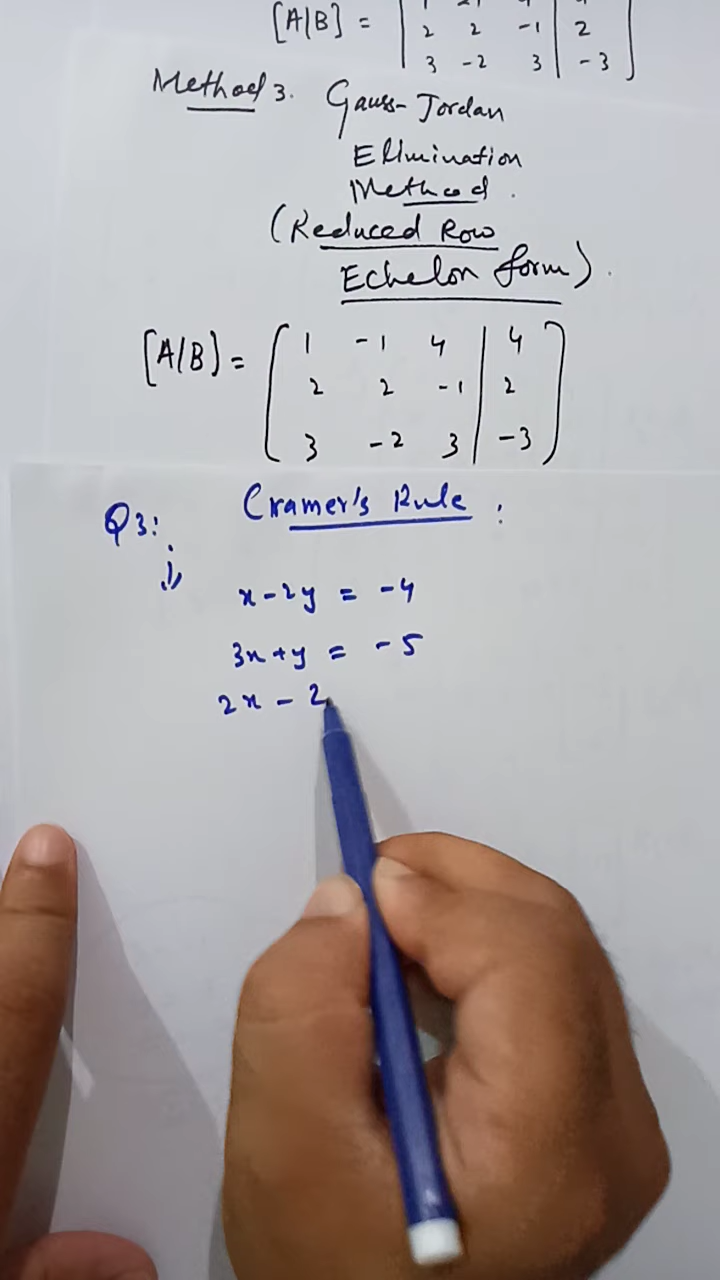 [A|B] =
2 2 -1 2
3 -2 3 -3
Method 3. Gauss-Jordan
Elimination
Method.
(Reduced Row
Echelon form).
[A|B] =
1 -1 4 4
2 2 -1 2
3 -2 3 -3
Q3: Cramer's Rule:
x-2y = -4
3x+y = -5
2x - 2